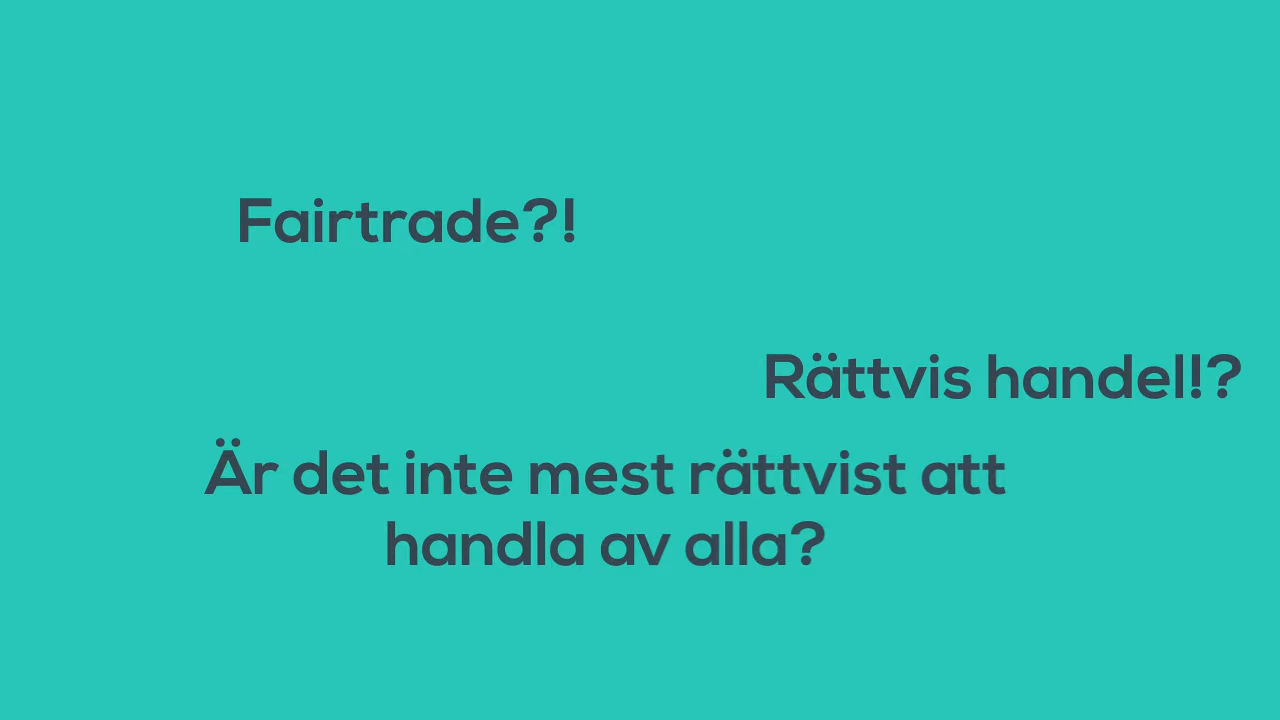 Fairtrade?!
Rättvis handel!?
Är det inte mest rättvist att
handla av alla?